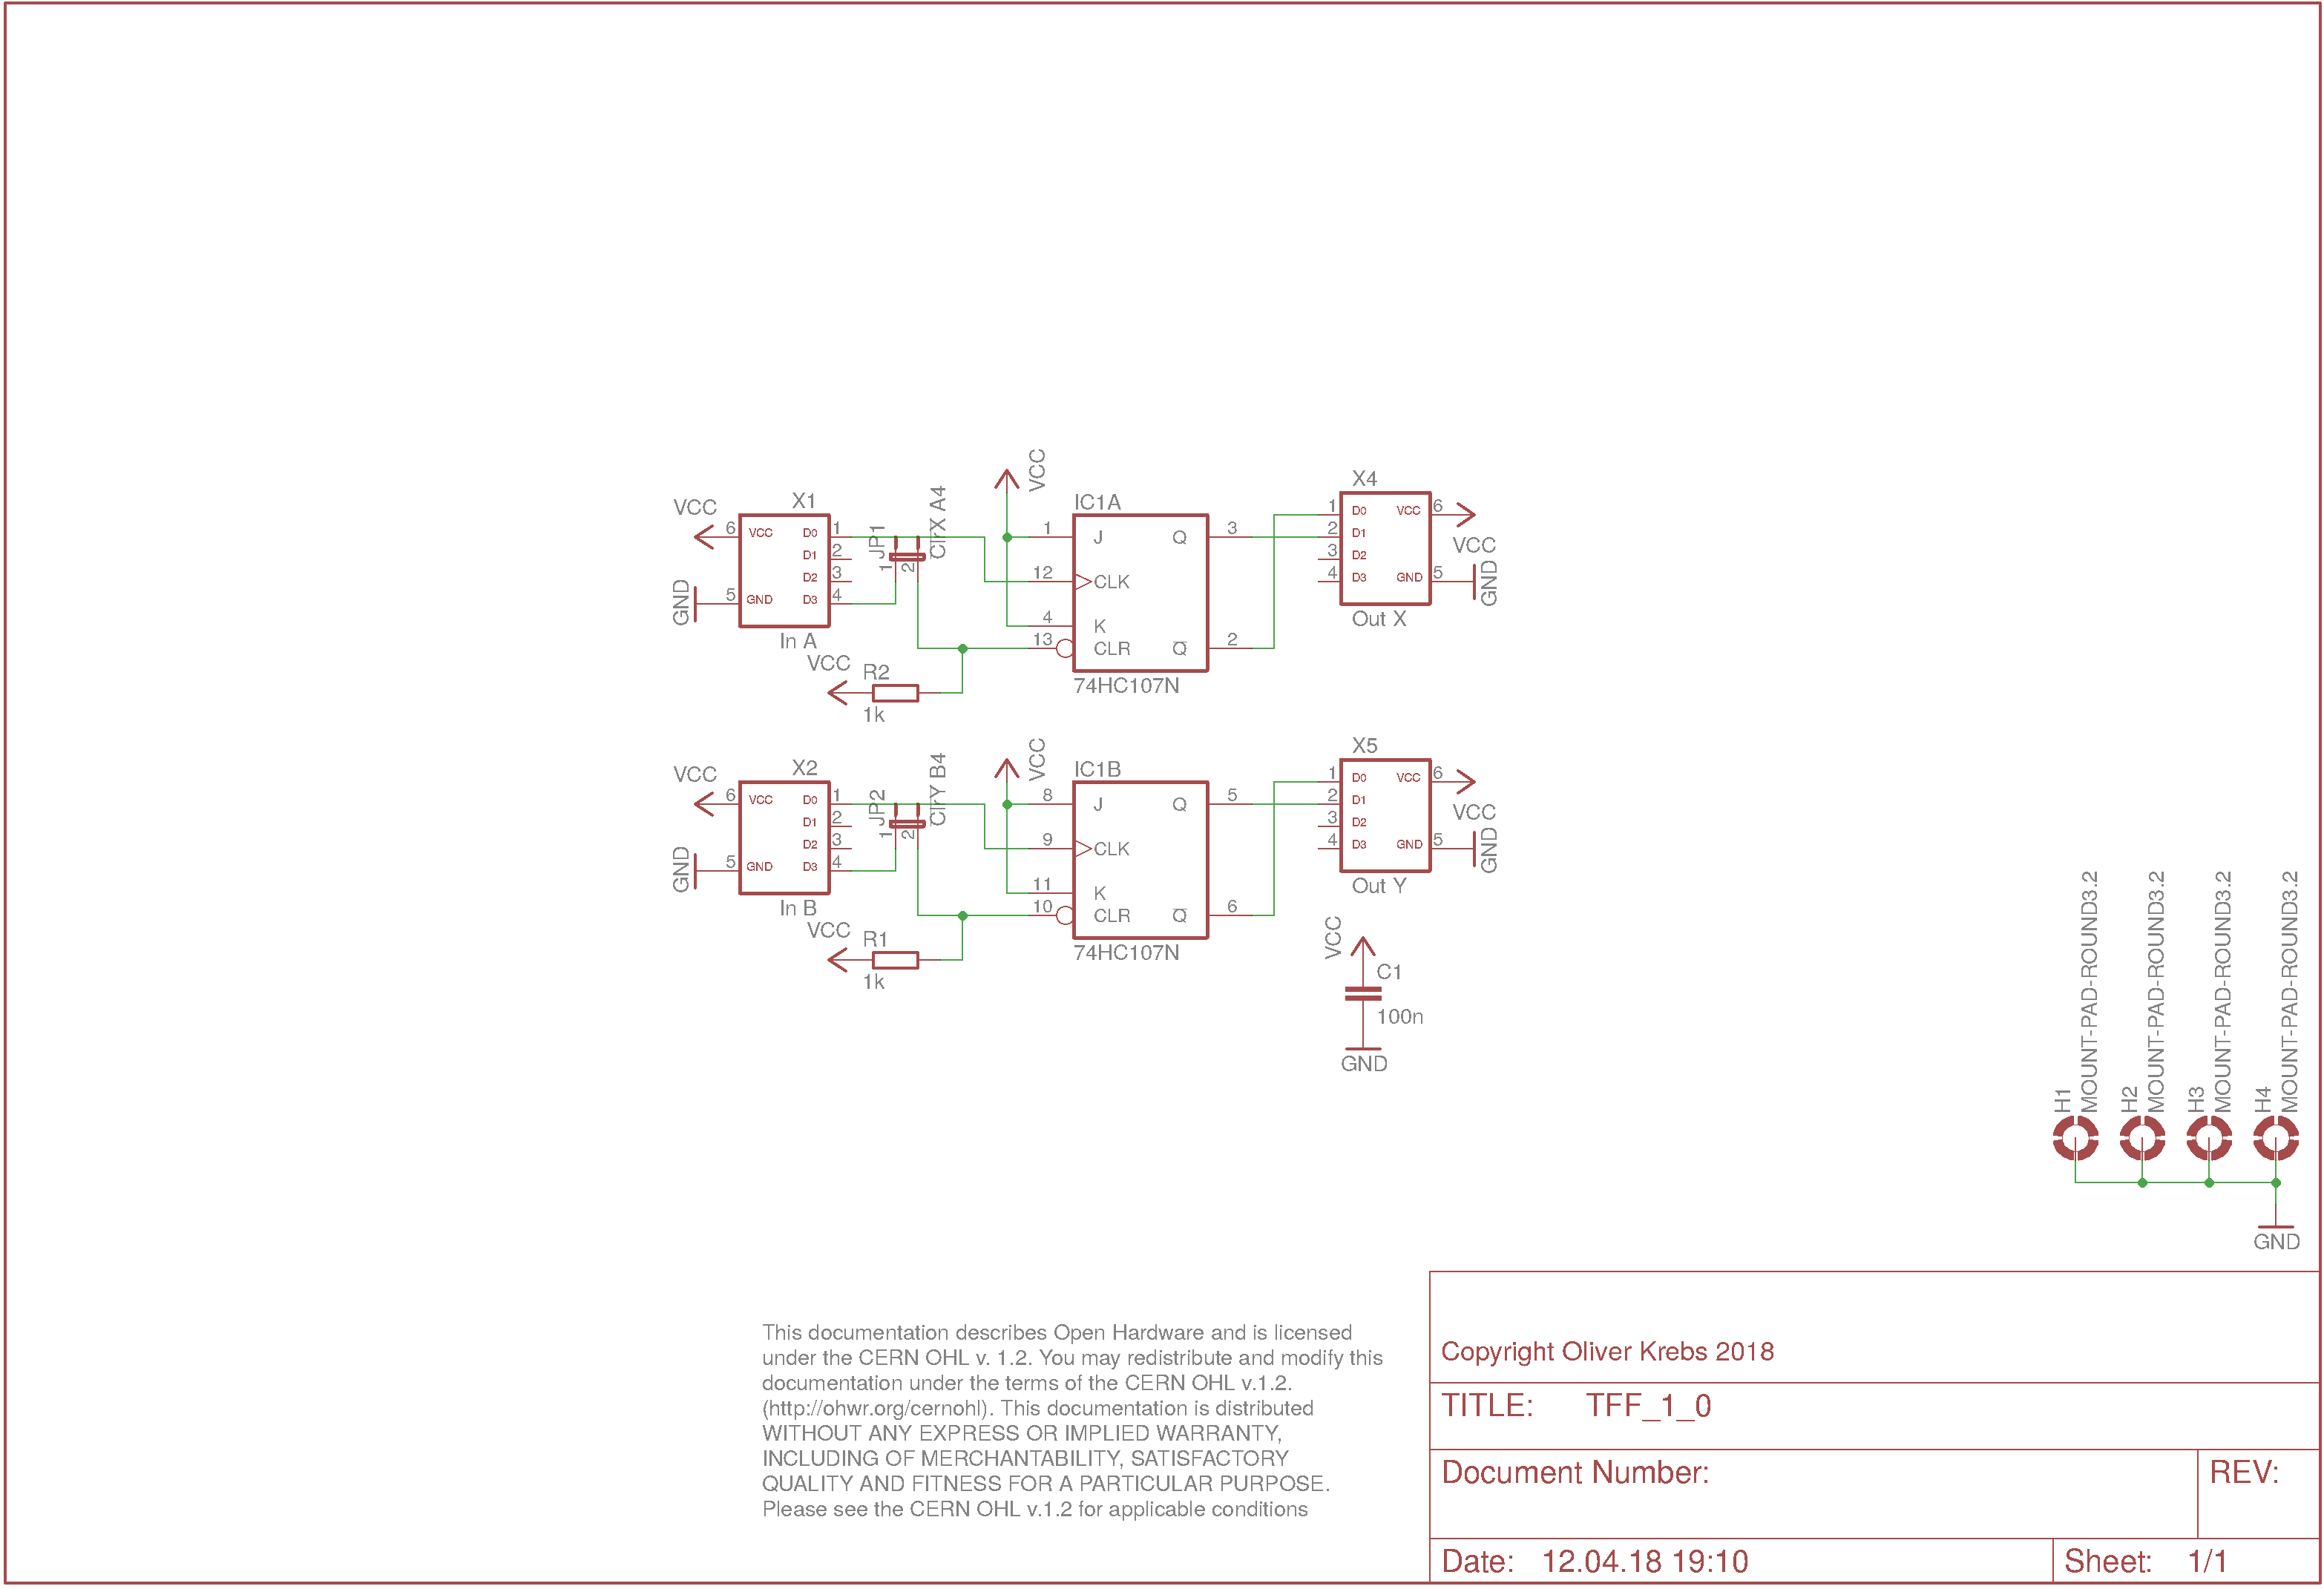 VCC
X1
6 VCC D0 1
D1 2
D2 3
5 GND D3 4
GND
In A
JP1
1
2
ClrX A4
VCC
R2
1k
VCC
IC1A
1 J Q 3
12 CLK
4 K
13 CLR Q 2
74HC107N
X4
1 D0 VCC 6
2 D1
3 D2
4 D3 GND 5
VCC
GND
Out X
VCC
X2
6 VCC D0 1
D1 2
D2 3
5 GND D3 4
GND
In B
JP2
1
2
ClrY B4
VCC
R1
1k
VCC
IC1B
8 J Q 5
9 CLK
11 K
10 CLR Q 6
74HC107N
X5
1 D0 VCC 6
2 D1
3 D2
4 D3 GND 5
VCC
GND
Out Y
VCC
C1
100n
GND
H1
MOUNT-PAD-ROUND3.2
H2
MOUNT-PAD-ROUND3.2
H3
MOUNT-PAD-ROUND3.2
H4
MOUNT-PAD-ROUND3.2
GND
This documentation describes Open Hardware and is licensed
under the CERN OHL v. 1.2. You may redistribute and modify this
documentation under the terms of the CERN OHL v.1.2.
(http://ohwr.org/cernohl). This documentation is distributed
WITHOUT ANY EXPRESS OR IMPLIED WARRANTY,
INCLUDING OF MERCHANTABILITY, SATISFACTORY
QUALITY AND FITNESS FOR A PARTICULAR PURPOSE.
Please see the CERN OHL v.1.2 for applicable conditions
Copyright Oliver Krebs 2018
TITLE: TFF_1_0
Document Number:
REV:
Date: 12.04.18 19:10
Sheet: 1/1